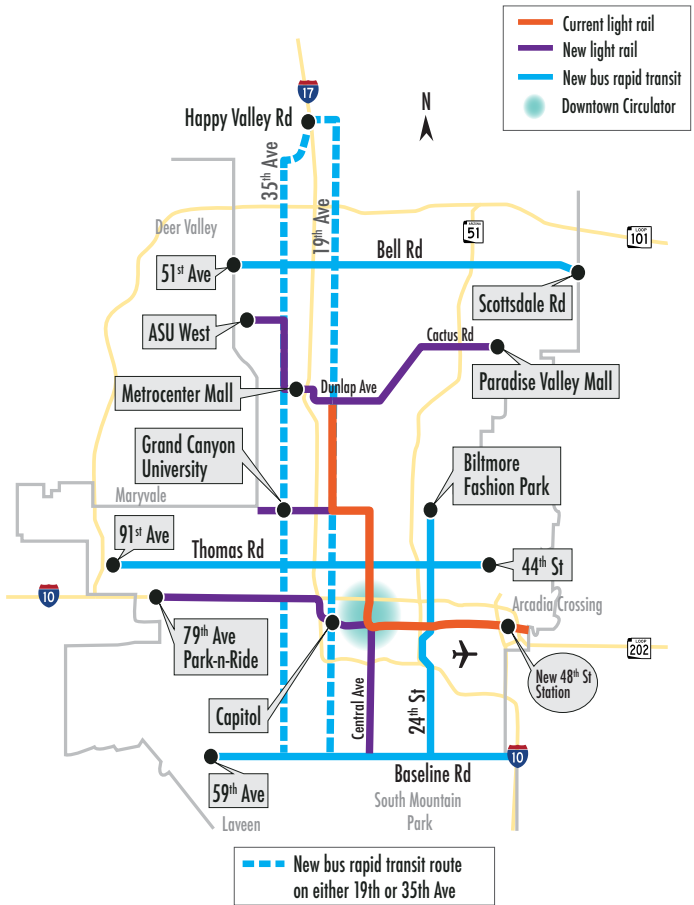 Current light rail
New light rail
New bus rapid transit
Downtown Circulator
17
N
Happy Valley Rd
35th Ave
19th Ave
Deer Valley
ARIZONA
51
LOOP
101
Bell Rd
51st Ave
Scottsdale Rd
ASU West
Cactus Rd
Metrocenter Mall
Dunlap Ave
Paradise Valley Mall
Grand Canyon
University
Biltmore
Fashion Park
Maryvale
91st Ave
Thomas Rd
44th St
10
Arcadia Crossing
79th Ave
Park-n-Ride
LOOP
202
New 48th St
Station
Capitol
Central Ave
24th St
10
59th Ave
Baseline Rd
South Mountain
Park
Laveen
New bus rapid transit route
on either 19th or 35th Ave